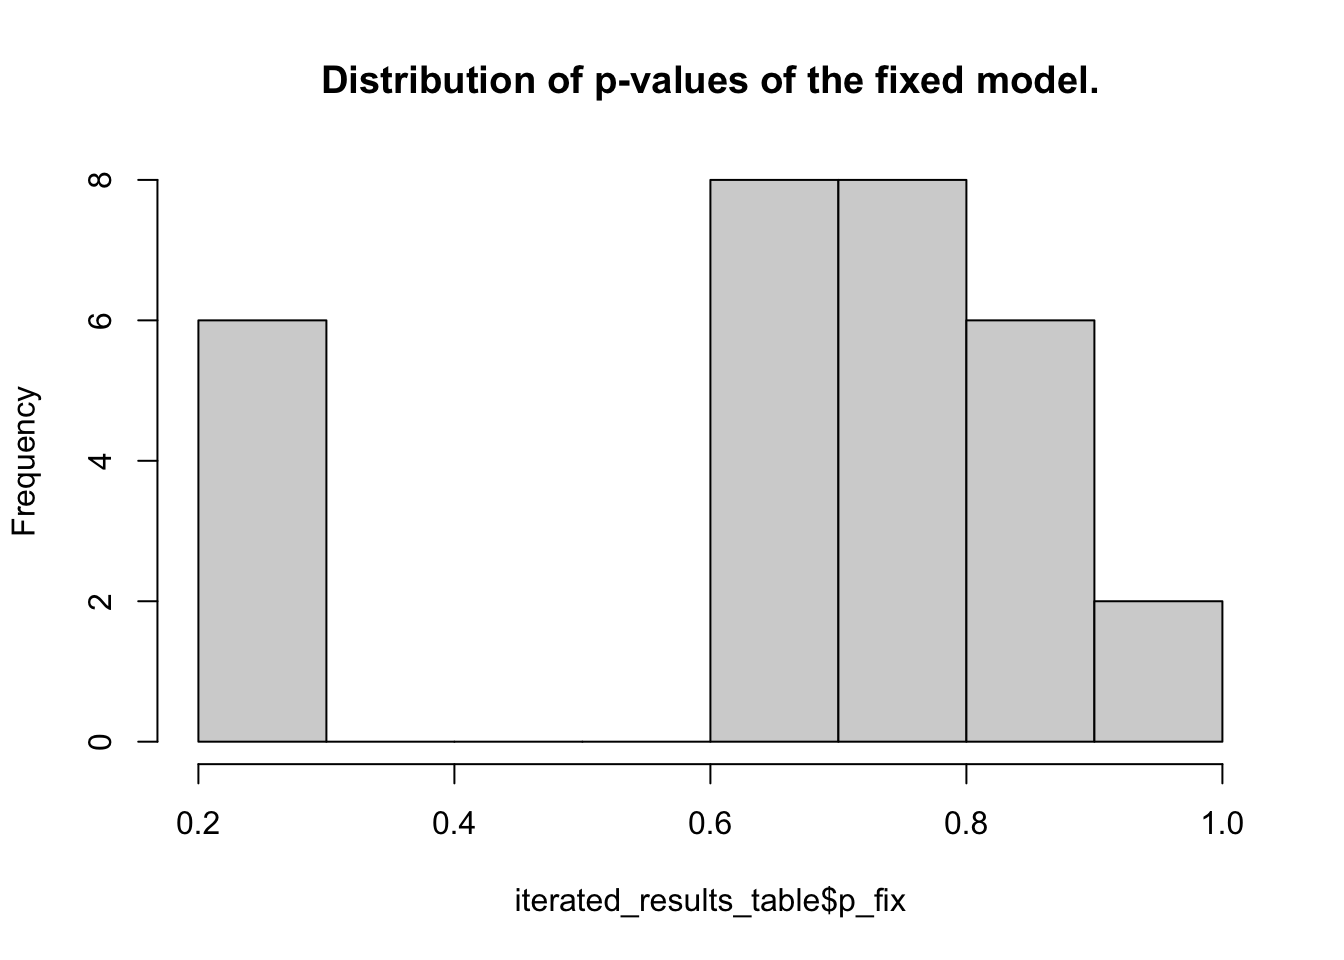 Distribution of p-values of the fixed model.
8
6
4
2
0
Frequency
0.2 0.4 0.6 0.8 1.0
iterated_results_table$p_fix